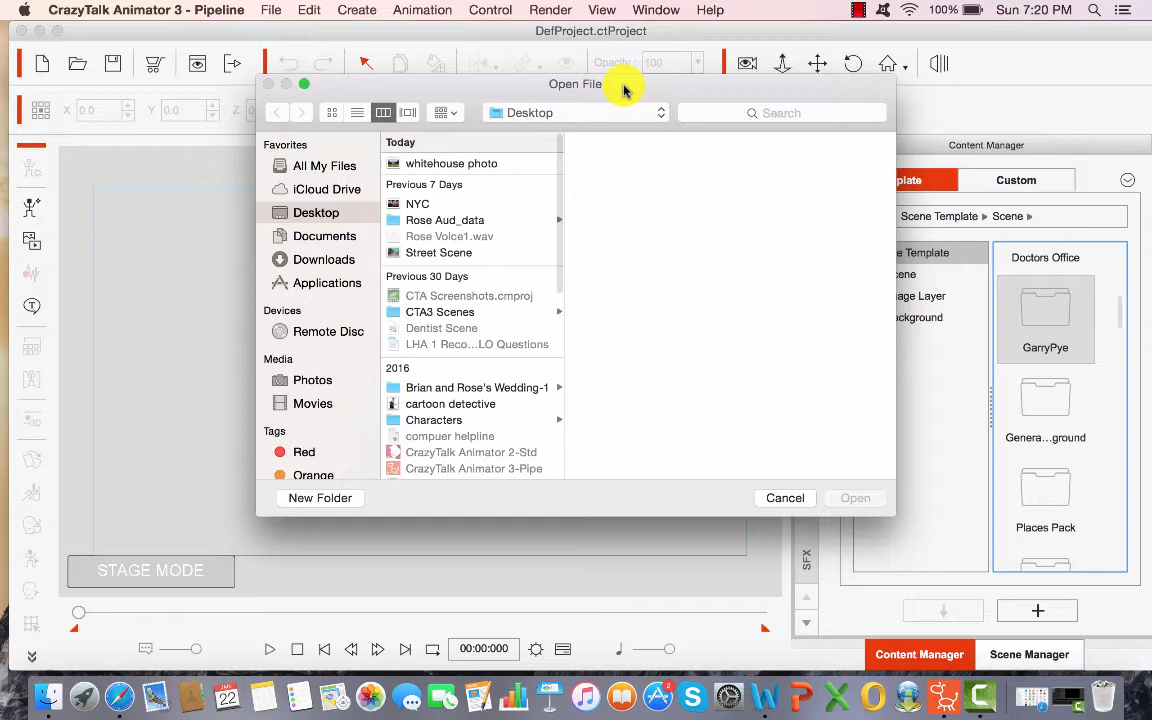 CrazyTalk Animator 3 - Pipeline File Edit Create Animation Control Render View Window Help 100% Sun 7:20 PM
DefProject.ctProject
Opacity : 100
Open File
X 0.0 Y 0.0 Z
Desktop Search
Favorites
All My Files
iCloud Drive
Desktop
Documents
Downloads
Applications
Devices
Remote Disc
Media
Photos
Movies
Tags
Red
Orange
Today
whitehouse photo
Previous 7 Days
NYC
Rose Aud_data
Rose Voice1.wav
Street Scene
Previous 30 Days
CTA Screenshots.cmproj
CTA3 Scenes
Dentist Scene
LHA 1 Reco...LO Questions
2016
Brian and Rose's Wedding-1
cartoon detective
Characters
compuer helpline
CrazyTalk Animator 2-Std
CrazyTalk Animator 3-Pipe
New Folder Cancel Open
Content Manager
plate Custom
Scene Template Scene
e Template
ene
age Layer
ckground
Doctors Office
GarryPye
Genera...ground
Places Pack
SFX
STAGE MODE
00:00:000
Content Manager Scene Manager
JAN
22
2